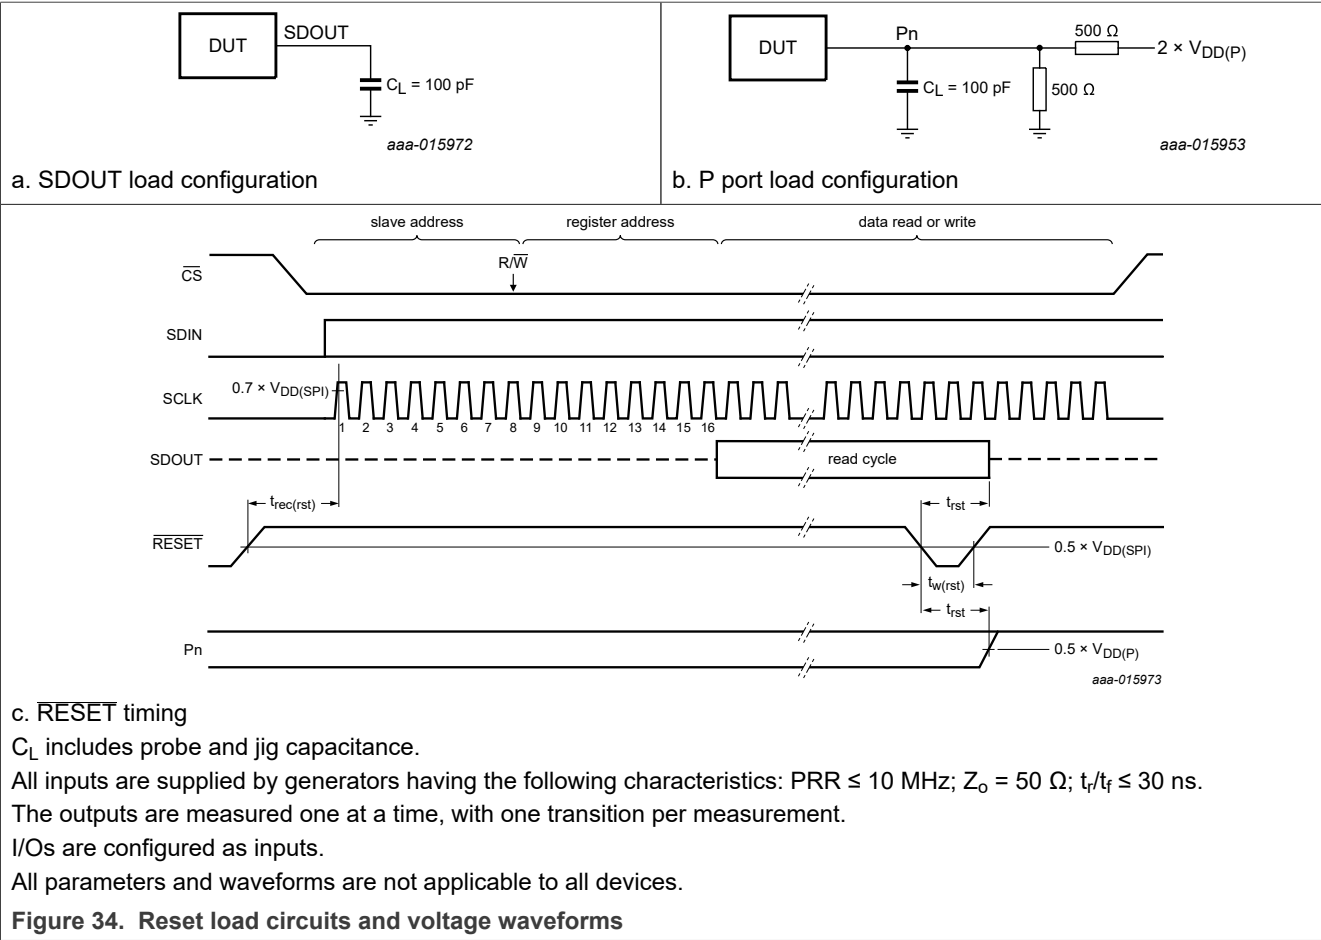 DUT
SDOUT
C_L = 100 pF
aaa-015972
a. SDOUT load configuration
DUT
Pn
500 Ω
2 × V_DD(P)
C_L = 100 pF
500 Ω
aaa-015953
b. P port load configuration
slave address
register address
data read or write
R/W̅
C̅S̅
SDIN
0.7 × V_DD(SPI)
SCLK
1 2 3 4 5 6 7 8 9 10 11 12 13 14 15 16
SDOUT
read cycle
t_rec(rst)
t_rst
R̅E̅S̅E̅T̅
0.5 × V_DD(SPI)
t_w(rst)
t_rst
Pn
0.5 × V_DD(P)
aaa-015973
c. R̅E̅S̅E̅T̅ timing
C_L includes probe and jig capacitance.
All inputs are supplied by generators having the following characteristics: PRR ≤ 10 MHz; Z_o = 50 Ω; t_r/t_f ≤ 30 ns.
The outputs are measured one at a time, with one transition per measurement.
I/Os are configured as inputs.
All parameters and waveforms are not applicable to all devices.
Figure 34. Reset load circuits and voltage waveforms